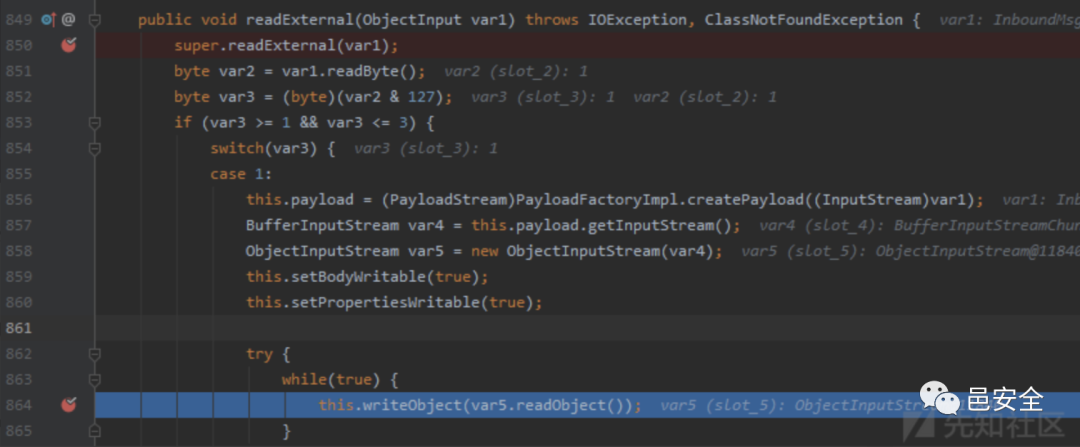 849 @ public void readExternal(ObjectInput var1) throws IOException, ClassNotFoundException { var1: InboundMsg
850 super.readExternal(var1);
851 byte var2 = var1.readByte(); var2 (slot_2): 1
852 byte var3 = (byte)(var2 & 127); var3 (slot_3): 1 var2 (slot_2): 1
853 if (var3 >= 1 && var3 <= 3) {
854 switch(var3) { var3 (slot_3): 1
855 case 1:
856 this.payload = (PayloadStream)PayloadFactoryImpl.createPayload((InputStream)var1); var1: Inb
857 BufferInputStream var4 = this.payload.getInputStream(); var4 (slot_4): BufferInputStreamChun
858 ObjectInputStream var5 = new ObjectInputStream(var4); var5 (slot_5): ObjectInputStream@11840
859 this.setBodyWritable(true);
860 this.setPropertiesWritable(true);
861
862 try {
863 while(true) {
864 this.writeObject(var5.readObject()); var5 (slot_5): ObjectInputStre
865 }
邑安全
先知社区